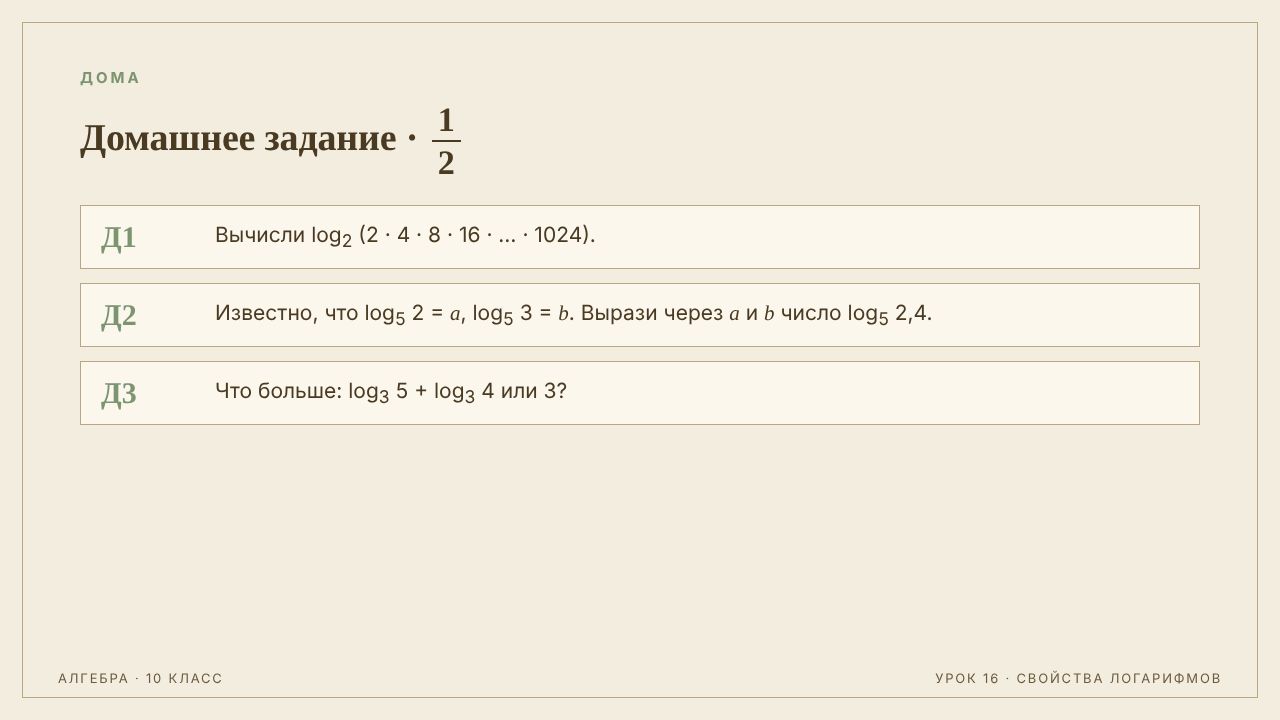 ДОМА
Домашнее задание · 1/2
Д1 Вычисли log₂ (2 · 4 · 8 · 16 · … · 1024).
Д2 Известно, что log₅ 2 = a, log₅ 3 = b. Вырази через a и b число log₅ 2,4.
Д3 Что больше: log₃ 5 + log₃ 4 или 3?
АЛГЕБРА · 10 КЛАСС
УРОК 16 · СВОЙСТВА ЛОГАРИФМОВ